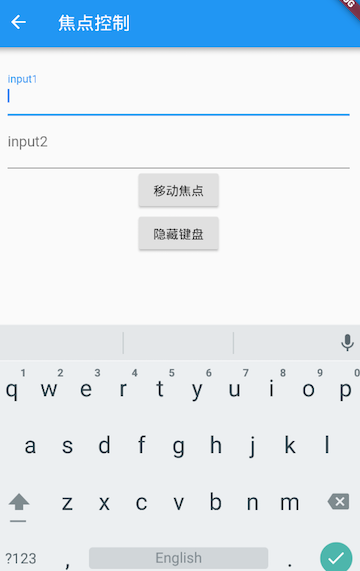 焦点控制
input1
input2
移动焦点
隐藏键盘
1 2 3 4 5 6 7 8 9 0
q w e r t y u i o p
a s d f g h j k l
z x c v b n m
?123 , English .